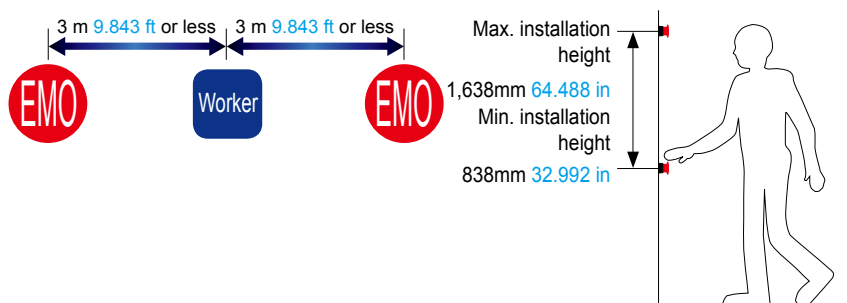 3 m 9.843 ft or less
3 m 9.843 ft or less
EMO
Worker
EMO
Max. installation
height
1,638mm 64.488 in
Min. installation
height
838mm 32.992 in